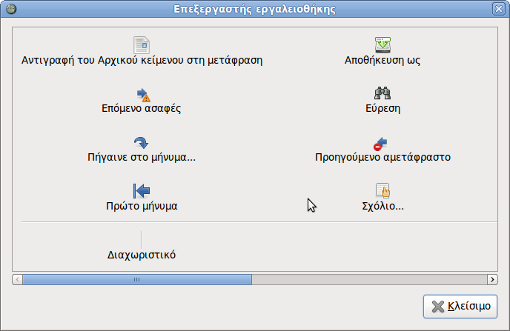 Επεξεργαστής εργαλειοθήκης
Αντιγραφή του Αρχικού κείμενου στη μετάφραση
Αποθήκευση ως
Επόμενο ασαφές
Εύρεση
Πήγαινε στο μήνυμα...
Προηγούμενο αμετάφραστο
Πρώτο μήνυμα
Σχόλιο...
Διαχωριστικό
Κλείσιμο